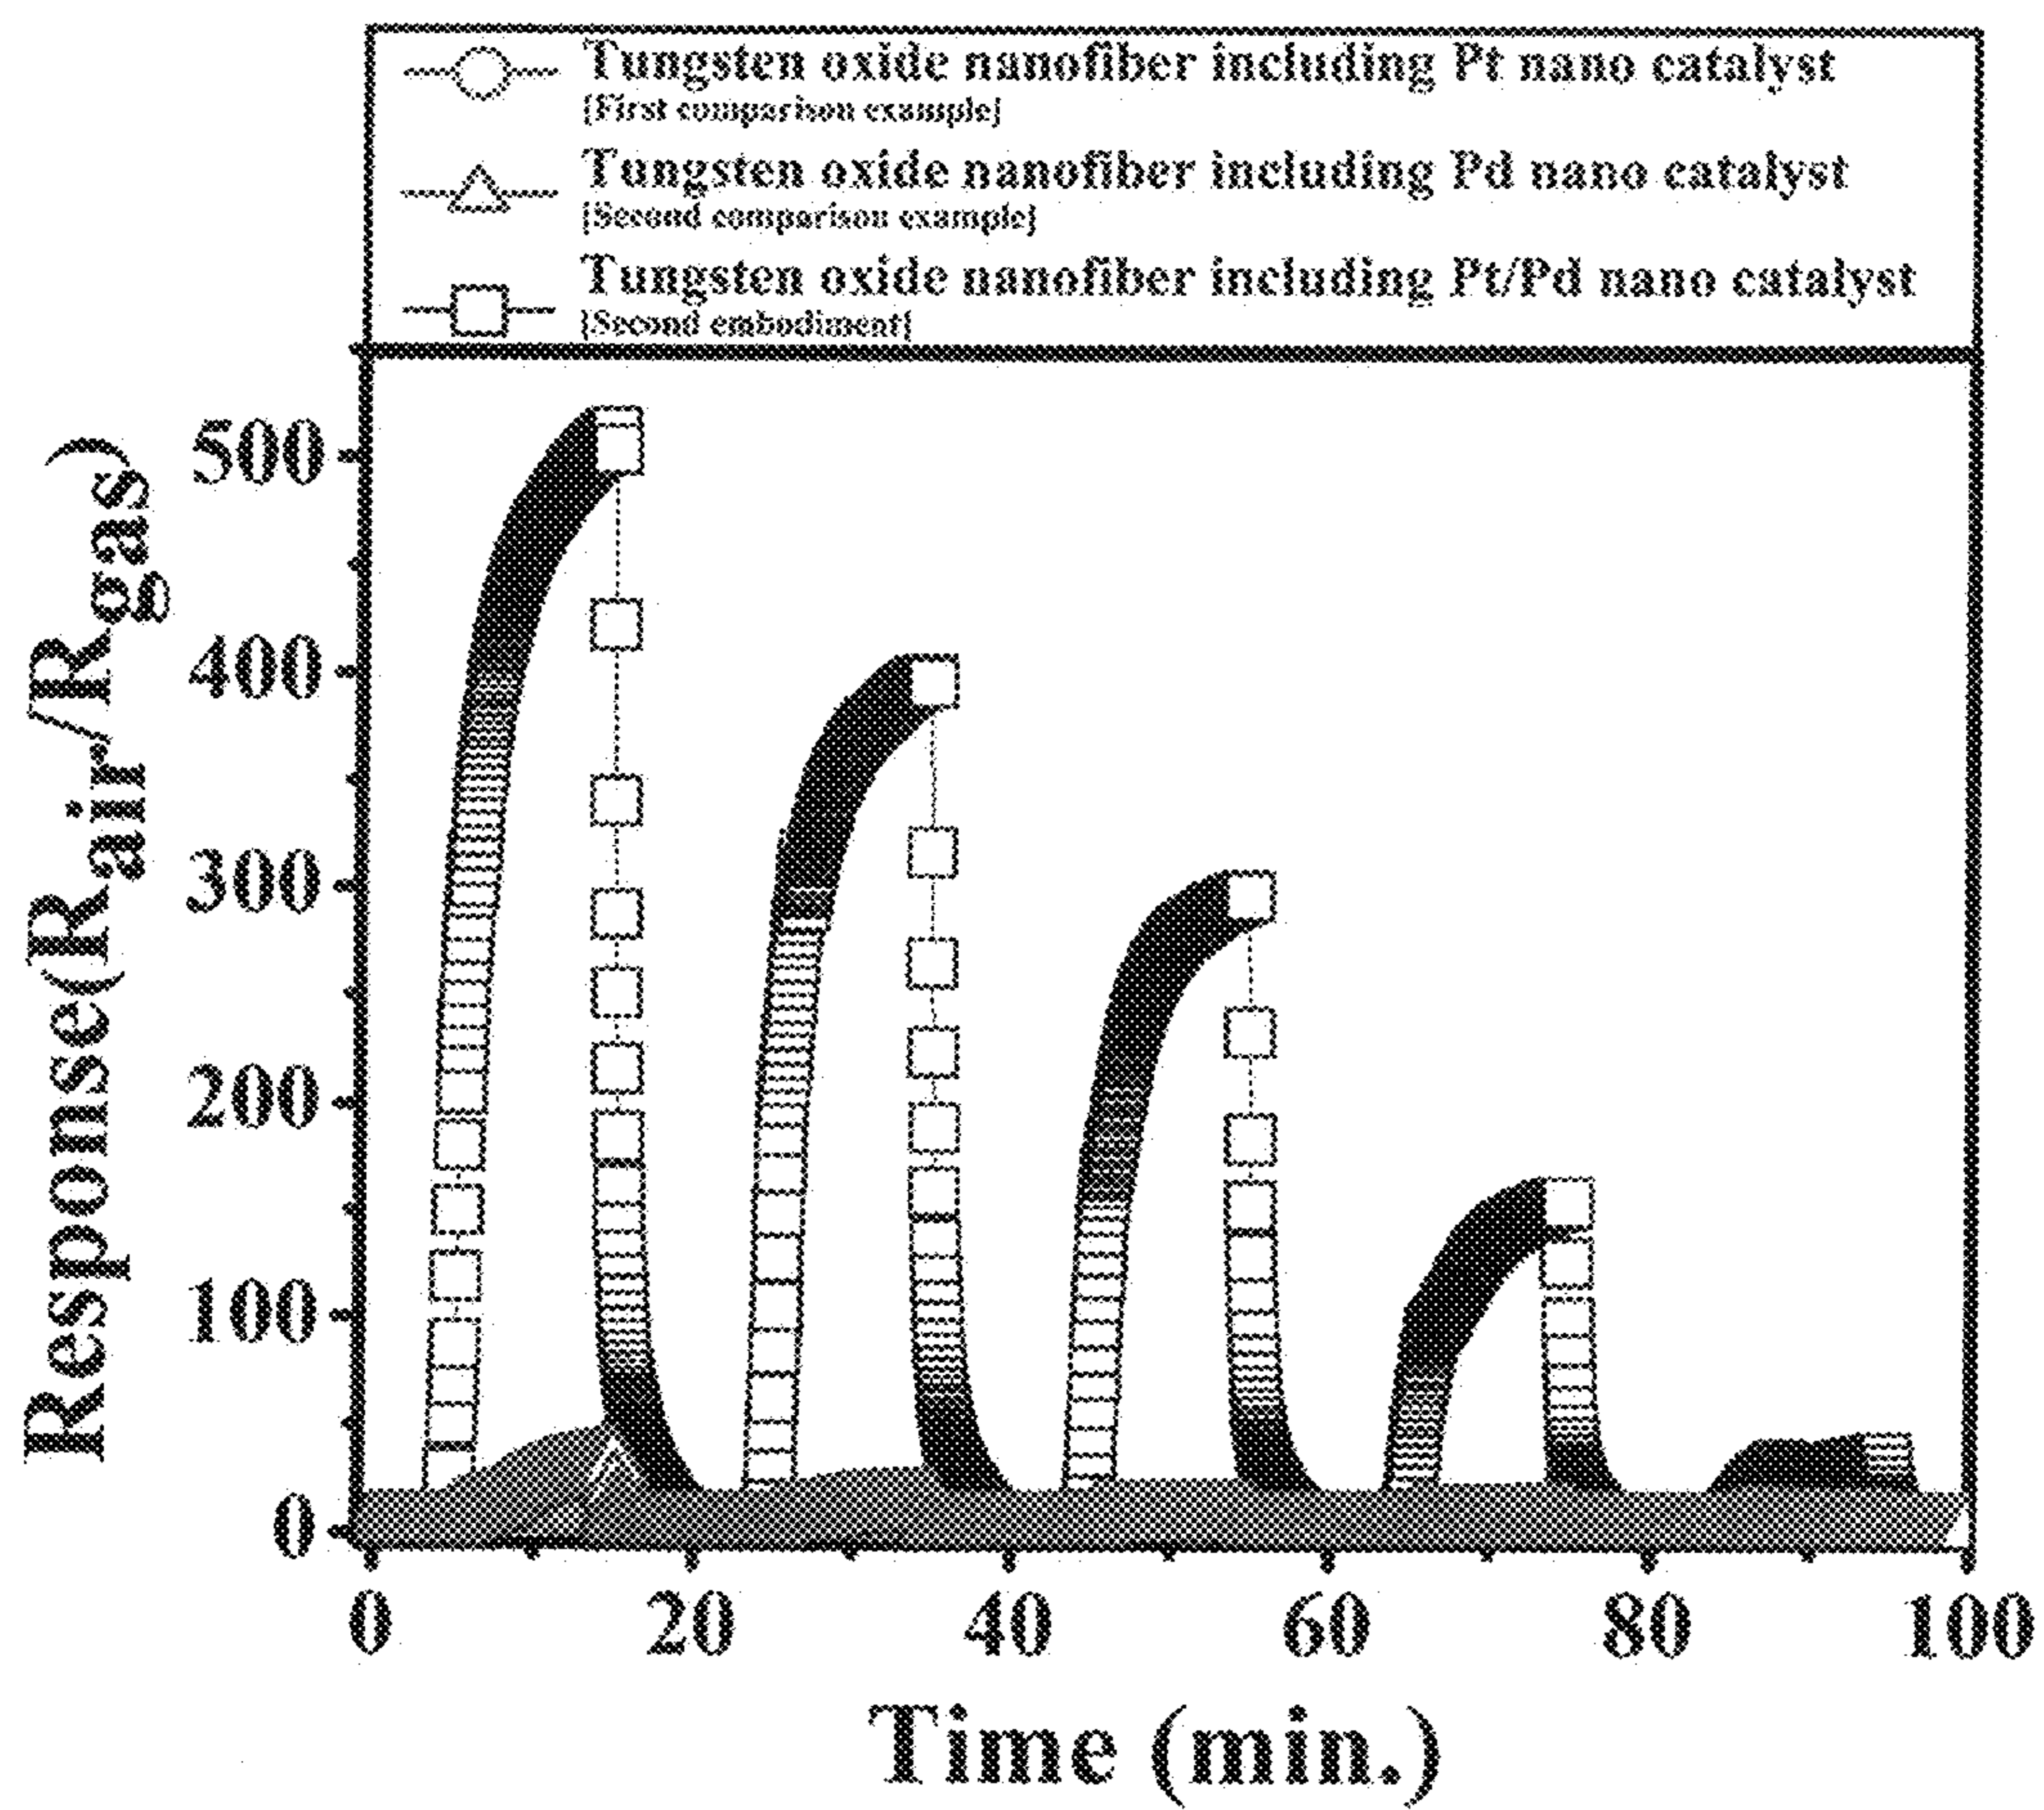 Tungsten oxide nanofiber including Pt nano catalyst
[First comparison example]
Tungsten oxide nanofiber including Pd nano catalyst
[Second comparison example]
Tungsten oxide nanofiber including Pt/Pd nano catalyst
[Second embodiment]
Response(Rair/Rgas)
500
400
300
200
100
0
0 20 40 60 80 100
Time (min.)